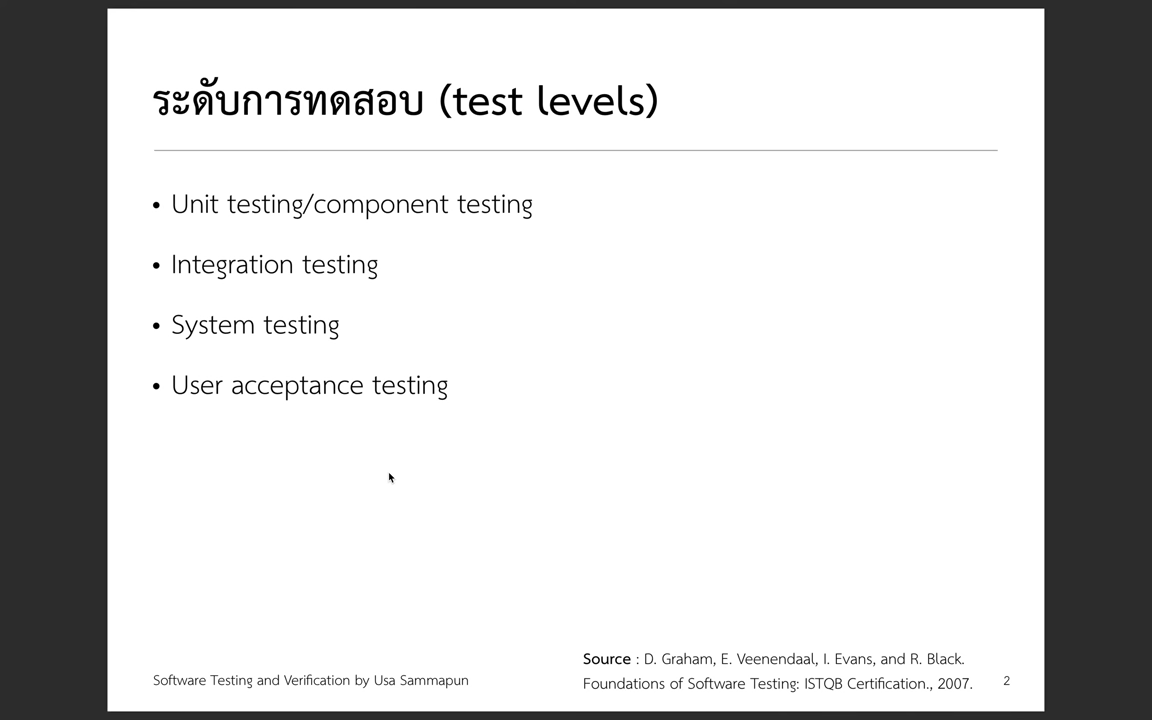 ระดับการทดสอบ (test levels)
• Unit testing/component testing
• Integration testing
• System testing
• User acceptance testing
Source : D. Graham, E. Veenendaal, I. Evans, and R. Black.
Foundations of Software Testing: ISTQB Certification., 2007.
Software Testing and Verification by Usa Sammapun
2